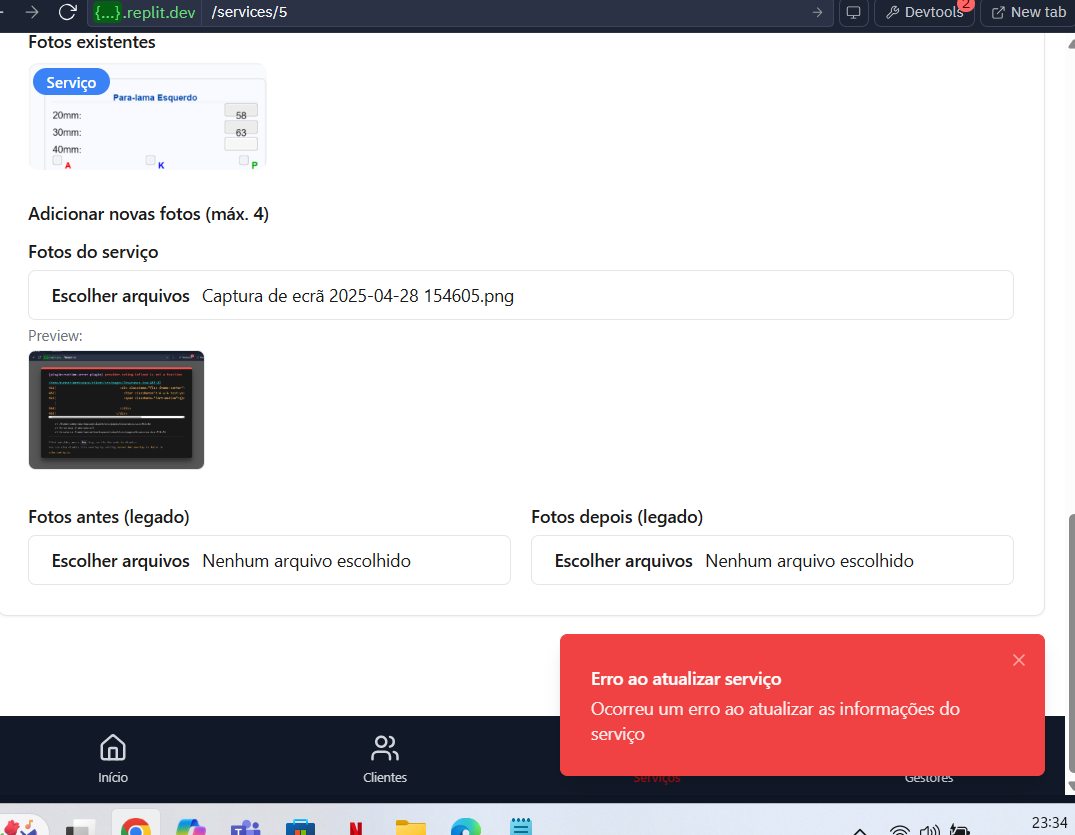 {...}.replit.dev /services/5 Devtools 2 New tab
Fotos existentes
Serviço
Para-lama Esquerdo
20mm: 58
30mm: 63
40mm:
A K P
Adicionar novas fotos (máx. 4)
Fotos do serviço
Escolher arquivos Captura de ecrã 2025-04-28 154605.png
Preview:
Fotos antes (legado) Fotos depois (legado)
Escolher arquivos Nenhum arquivo escolhido Escolher arquivos Nenhum arquivo escolhido
Erro ao atualizar serviço
Ocorreu um erro ao atualizar as informações do
serviço
Início Clientes Serviços Gestores
23:34